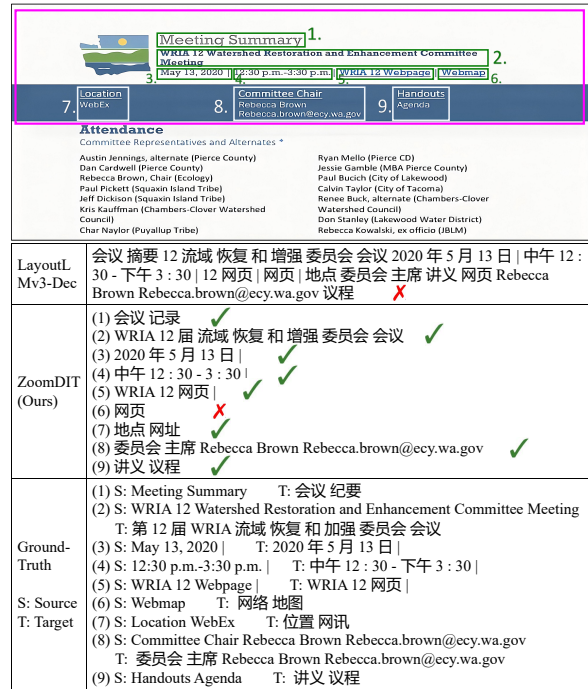 Meeting Summary 1.
WRIA 12 Watershed Restoration and Enhancement Committee
Meeting 2.
3. May 13, 2020 | 4. 12:30 p.m.-3:30 p.m. | 5. WRIA 12 Webpage | Webmap 6.
7. Location
WebEx
8. Committee Chair
Rebecca Brown
Rebecca.brown@ecy.wa.gov
9. Handouts
Agenda
Attendance
Committee Representatives and Alternates *
Austin Jennings, alternate (Pierce County)
Dan Cardwell (Pierce County)
Rebecca Brown, Chair (Ecology)
Paul Pickett (Squaxin Island Tribe)
Jeff Dickison (Squaxin Island Tribe)
Kris Kauffman (Chambers-Clover Watershed
Council)
Char Naylor (Puyallup Tribe)
Ryan Mello (Pierce CD)
Jessie Gamble (MBA Pierce County)
Paul Bucich (City of Lakewood)
Calvin Taylor (City of Tacoma)
Renee Buck, alternate (Chambers-Clover
Watershed Council)
Don Stanley (Lakewood Water District)
Rebecca Kowalski, ex officio (JBLM)
LayoutL
Mv3-Dec
会议 摘要 12 流域 恢复 和 增强 委员会 会议 2020 年 5 月 13 日 | 中午 12 :
30 - 下午 3 : 30 | 12 网页 | 网页 | 地点 委员会 主席 讲义 网页 Rebecca
Brown Rebecca.brown@ecy.wa.gov 议程 ✗
ZoomDIT
(Ours)
(1) 会议 记录 ✓
(2) WRIA 12 届 流域 恢复 和 增强 委员会 会议 ✓
(3) 2020 年 5 月 13 日 | ✓
(4) 中午 12 : 30 - 3 : 30 | ✓
(5) WRIA 12 网页 | ✓
(6) 网页 ✗
(7) 地点 网址 ✓
(8) 委员会 主席 Rebecca Brown Rebecca.brown@ecy.wa.gov ✓
(9) 讲义 议程 ✓
Ground-
Truth
S: Source
T: Target
(1) S: Meeting Summary T: 会议 纪要
(2) S: WRIA 12 Watershed Restoration and Enhancement Committee Meeting
T: 第 12 届 WRIA 流域 恢复 和 加强 委员会 会议
(3) S: May 13, 2020 | T: 2020 年 5 月 13 日 |
(4) S: 12:30 p.m.-3:30 p.m. | T: 中午 12 : 30 - 下午 3 : 30 |
(5) S: WRIA 12 Webpage | T: WRIA 12 网页 |
(6) S: Webmap T: 网络 地图
(7) S: Location WebEx T: 位置 网讯
(8) S: Committee Chair Rebecca Brown Rebecca.brown@ecy.wa.gov
T: 委员会 主席 Rebecca Brown Rebecca.brown@ecy.wa.gov
(9) S: Handouts Agenda T: 讲义 议程